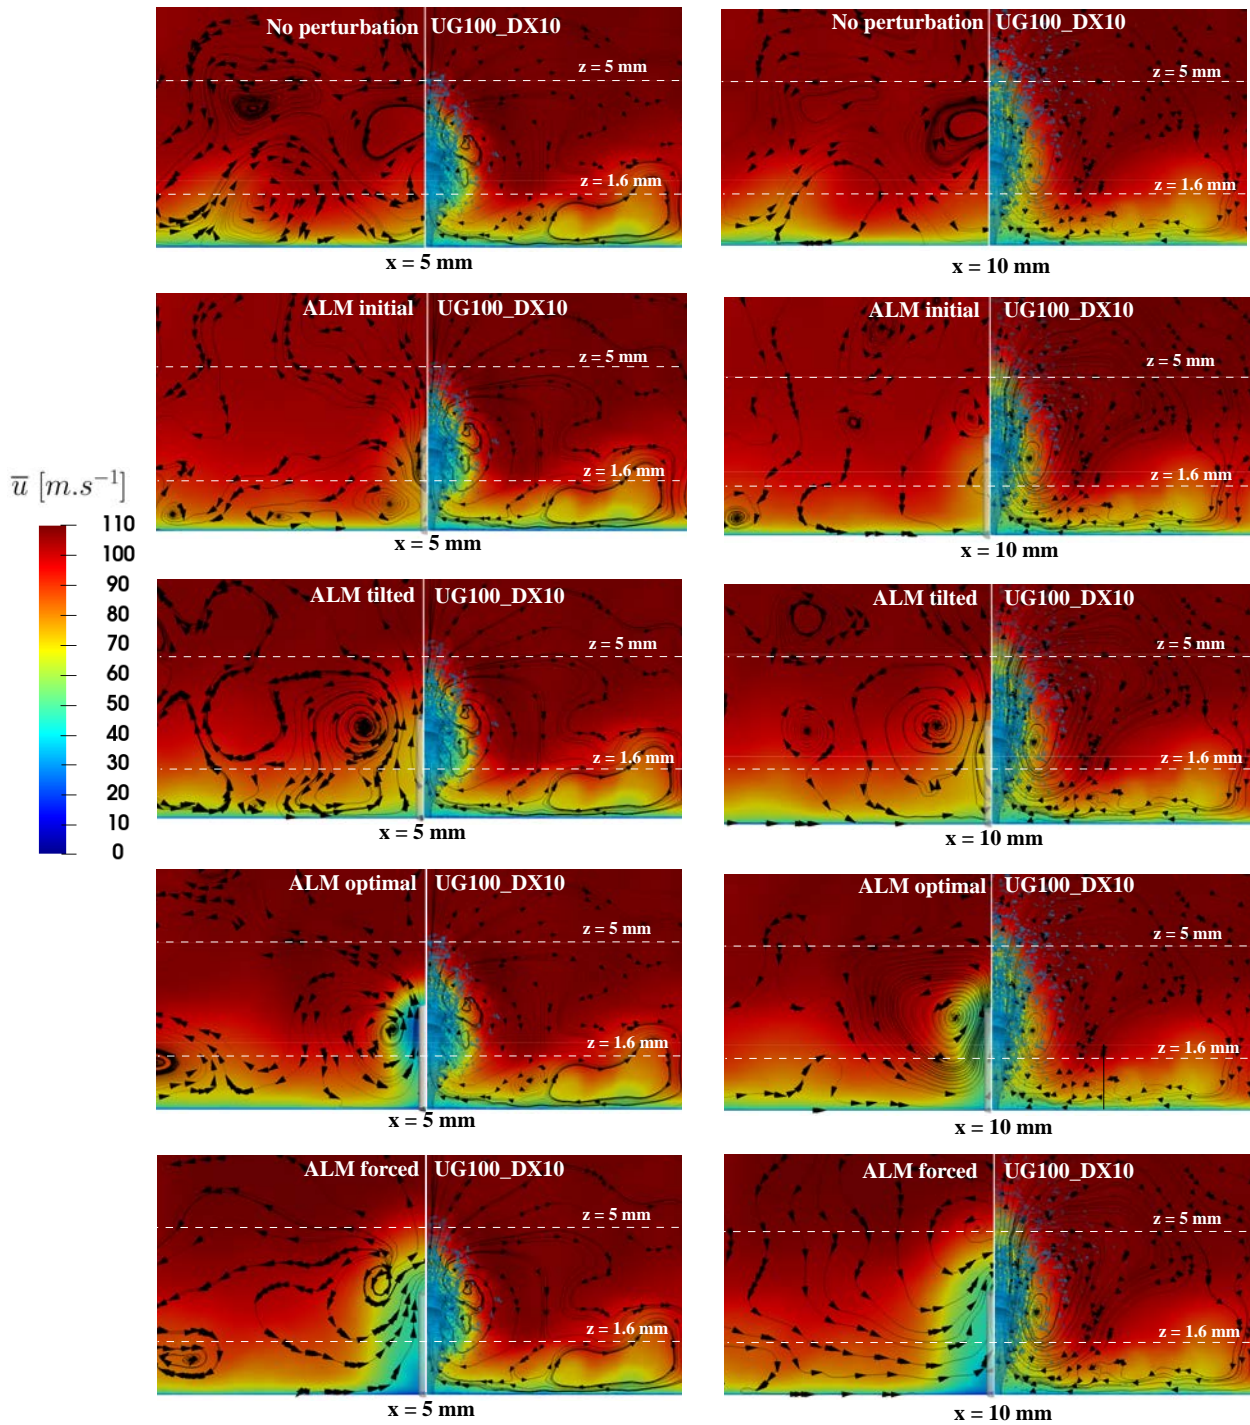 No perturbation UG100_DX10
z = 5 mm
z = 1.6 mm
x = 5 mm
No perturbation UG100_DX10
z = 5 mm
z = 1.6 mm
x = 10 mm
ALM initial UG100_DX10
z = 5 mm
z = 1.6 mm
x = 5 mm
ALM initial UG100_DX10
z = 5 mm
z = 1.6 mm
x = 10 mm
u̅ [m.s⁻¹]
110
100
90
80
70
60
50
40
30
20
10
0
ALM tilted UG100_DX10
z = 5 mm
z = 1.6 mm
x = 5 mm
ALM tilted UG100_DX10
z = 5 mm
z = 1.6 mm
x = 10 mm
ALM optimal UG100_DX10
z = 5 mm
z = 1.6 mm
x = 5 mm
ALM optimal UG100_DX10
z = 5 mm
z = 1.6 mm
x = 10 mm
ALM forced UG100_DX10
z = 5 mm
z = 1.6 mm
x = 5 mm
ALM forced UG100_DX10
z = 5 mm
z = 1.6 mm
x = 10 mm